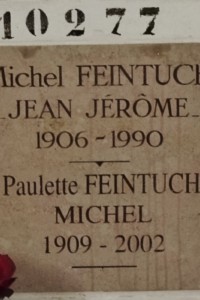 10277
Michel FEINTUCH
JEAN JÉRÔME
1906 - 1990
Paulette FEINTUCH
MICHEL
1909 - 2002